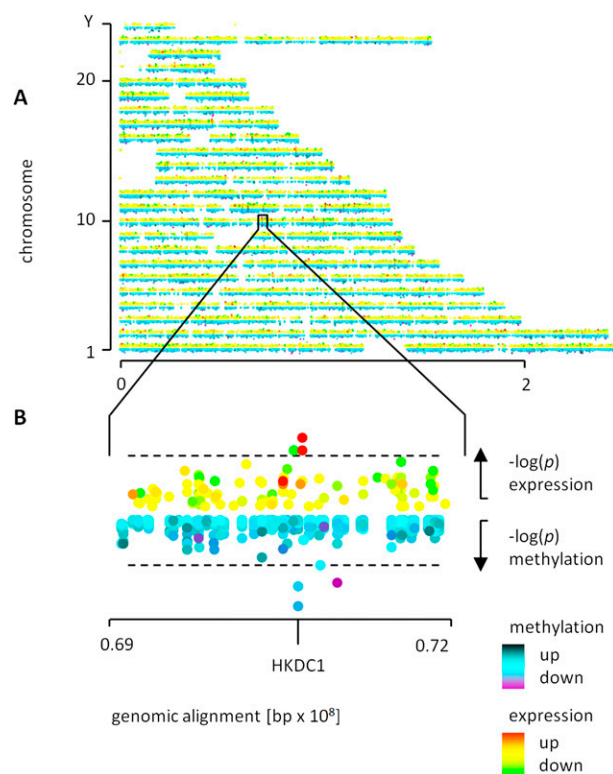 Y
20
A
chromosome
10
1
0
2
B
-log(p)
expression
-log(p)
methylation
0.69
0.72
HKDC1
methylation
up
down
genomic alignment [bp x 10⁸]
expression
up
down